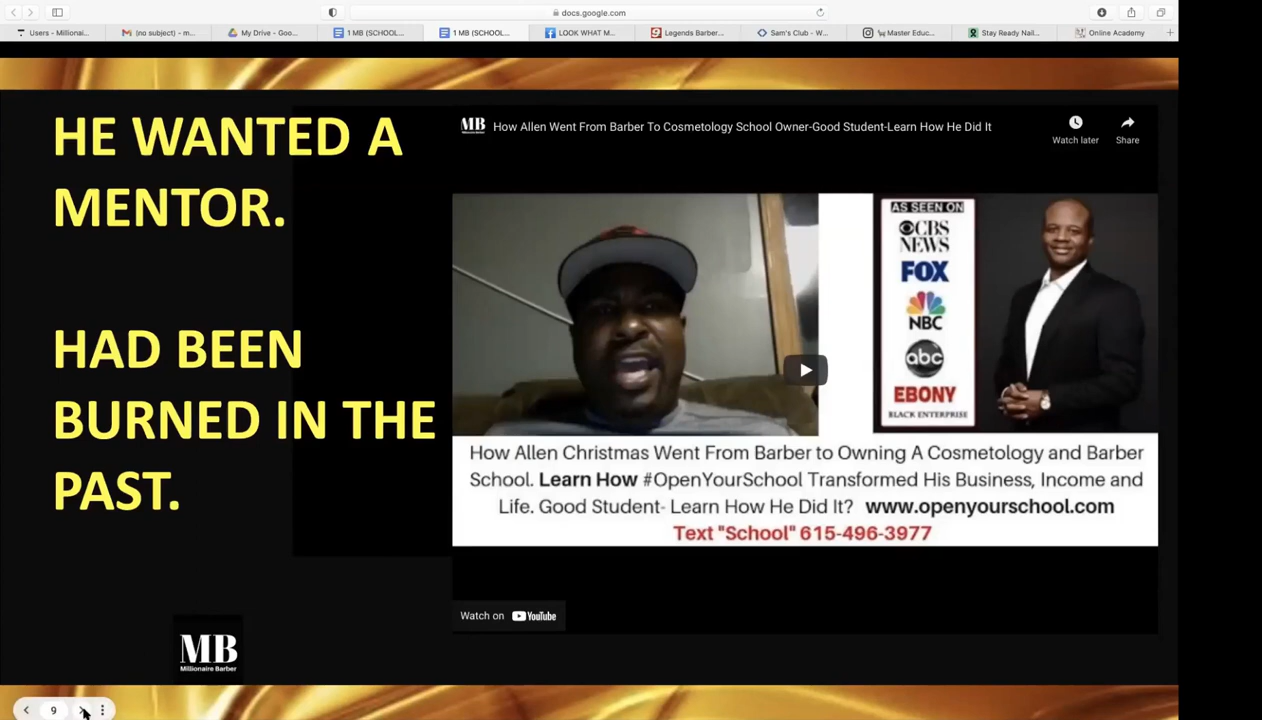 docs.google.com
Users - Millionai...
(no subject) - m...
My Drive - Goo...
1 MB (SCHOOL...
1 MB (SCHOOL...
LOOK WHAT M...
Legends Barber...
Sam's Club - W...
Master Educ...
Stay Ready Nail...
Online Academy
HE WANTED A
MENTOR.
HAD BEEN
BURNED IN THE
PAST.
MB
Millionaire Barber
MB
How Allen Went From Barber To Cosmetology School Owner-Good Student-Learn How He Did It
Watch later
Share
AS SEEN ON
CBS
NEWS
FOX
NBC
abc
EBONY
BLACK ENTERPRISE
How Allen Christmas Went From Barber to Owning A Cosmetology and Barber
School. Learn How #OpenYourSchool Transformed His Business, Income and
Life. Good Student- Learn How He Did It? www.openyourschool.com
Text "School" 615-496-3977
Watch on YouTube
9